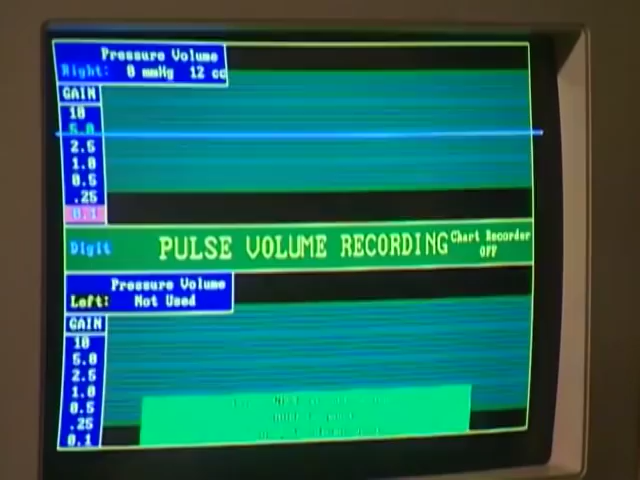 Pressure Volume
Right: 0 mmHg 12 cc
GAIN
10
5.0
2.5
1.0
0.5
.25
0.1
Digit PULSE VOLUME RECORDING Chart Recorder
OFF
Pressure Volume
Left: Not Used
GAIN
10
5.0
2.5
1.0
0.5
.25
0.1